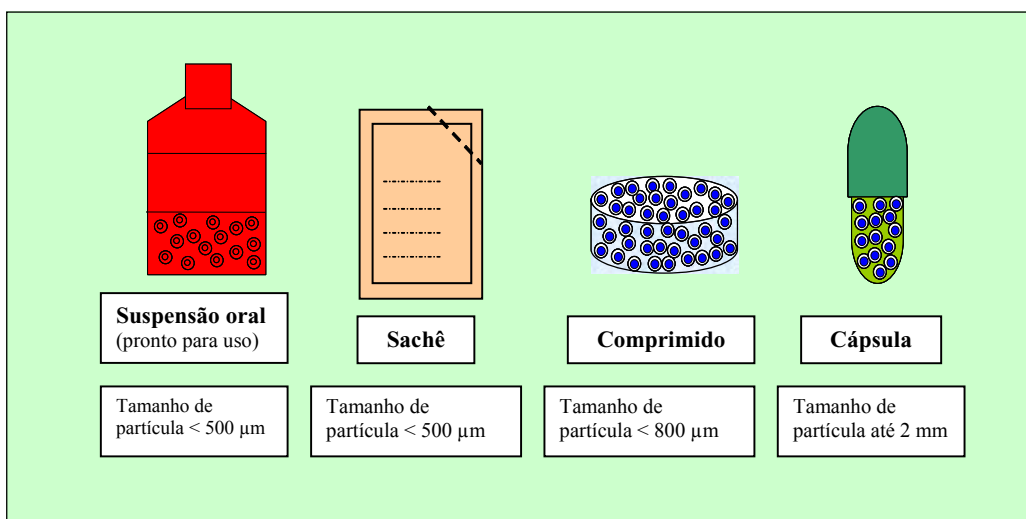 Suspensão oral
(pronto para uso)
Sachê
Comprimido
Cápsula
Tamanho de
partícula < 500 µm
Tamanho de
partícula < 500 µm
Tamanho de
partícula < 800 µm
Tamanho de
partícula até 2 mm